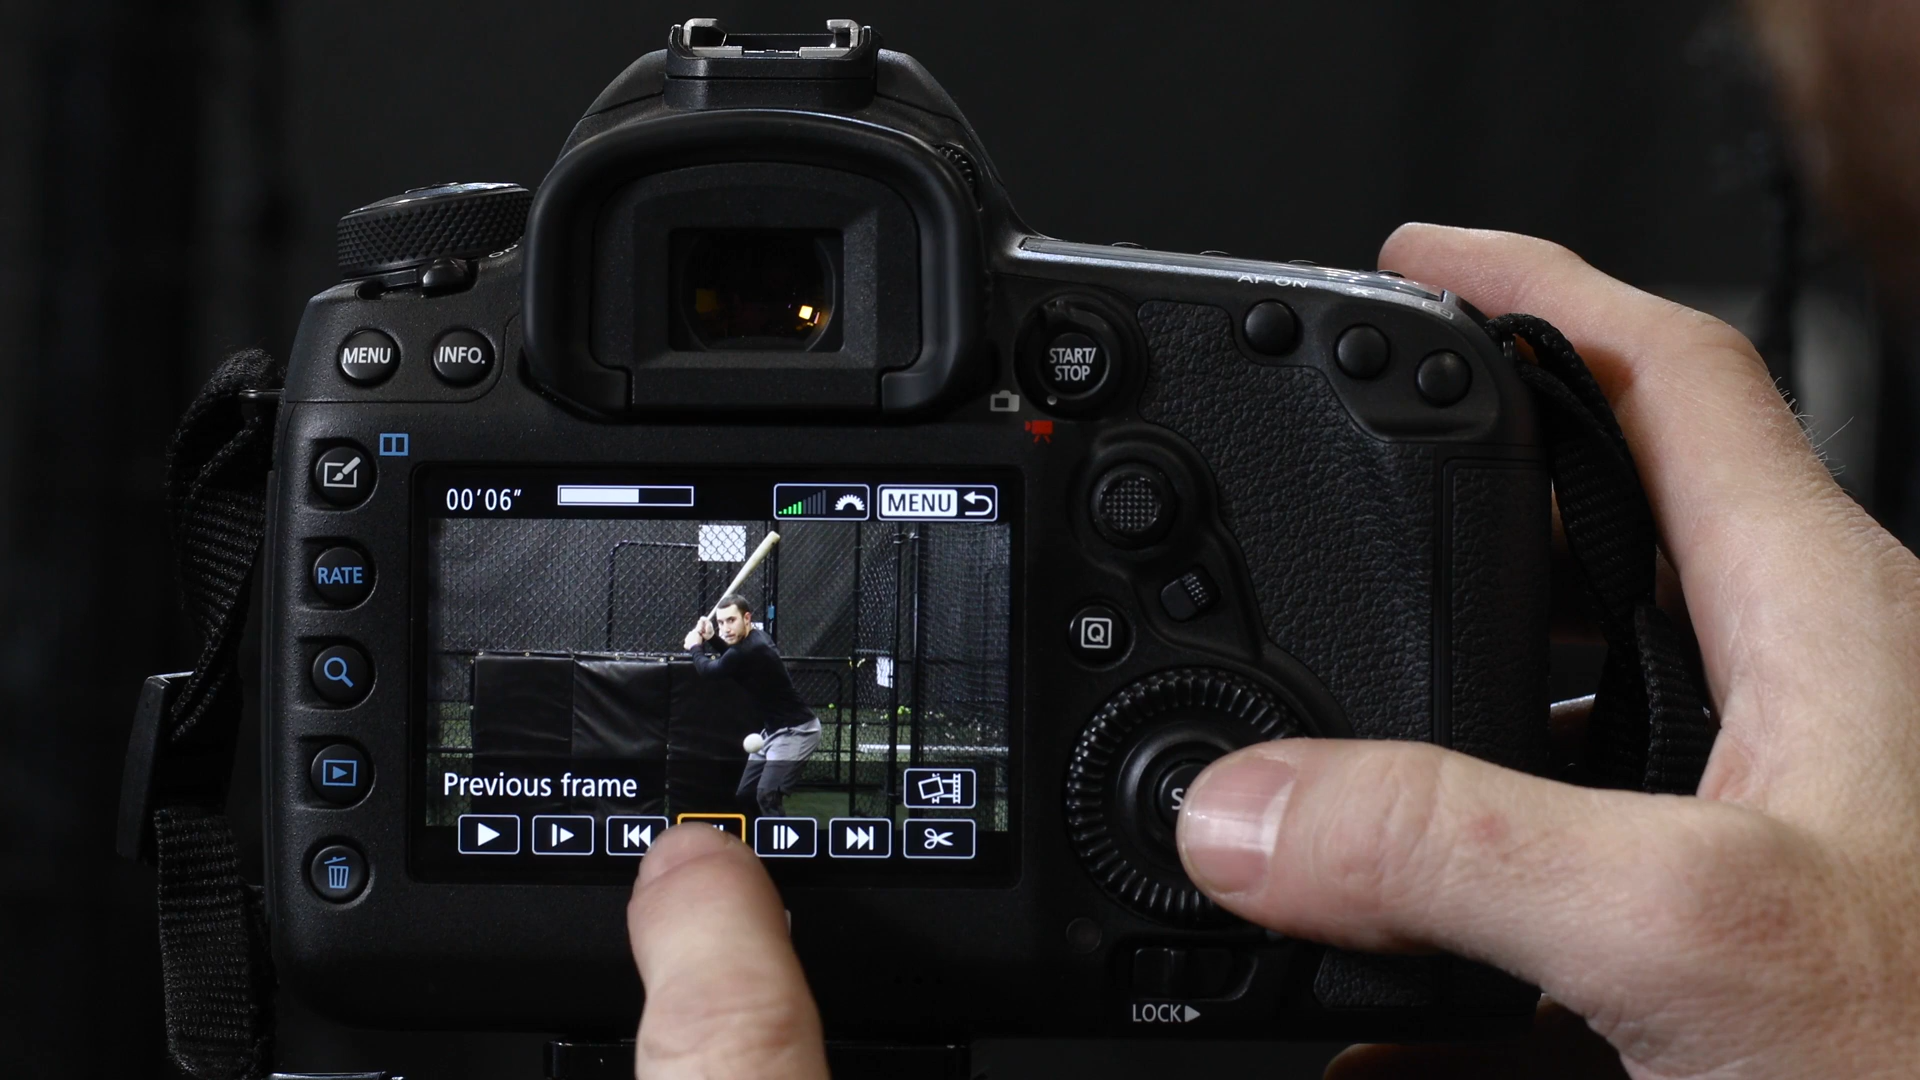 AF-ON
MENU
INFO.
START/
STOP
00'06"
MENU
RATE
Q
Previous frame
LOCK